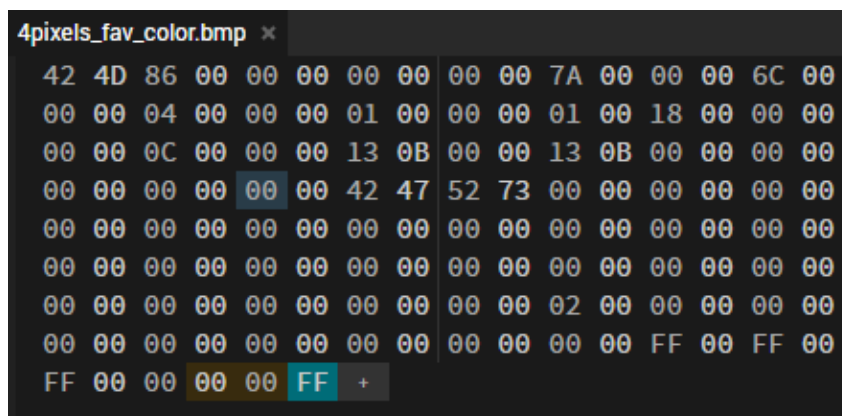 4pixels_fav_color.bmp ×
42 4D 86 00 00 00 00 00 00 00 7A 00 00 00 6C 00
00 00 04 00 00 00 01 00 00 00 01 00 18 00 00 00
00 00 0C 00 00 00 13 0B 00 00 13 0B 00 00 00 00
00 00 00 00 00 00 42 47 52 73 00 00 00 00 00 00
00 00 00 00 00 00 00 00 00 00 00 00 00 00 00 00
00 00 00 00 00 00 00 00 00 00 00 00 00 00 00 00
00 00 00 00 00 00 00 00 00 00 02 00 00 00 00 00
00 00 00 00 00 00 00 00 00 00 00 00 FF 00 FF 00
FF 00 00 00 00 FF +